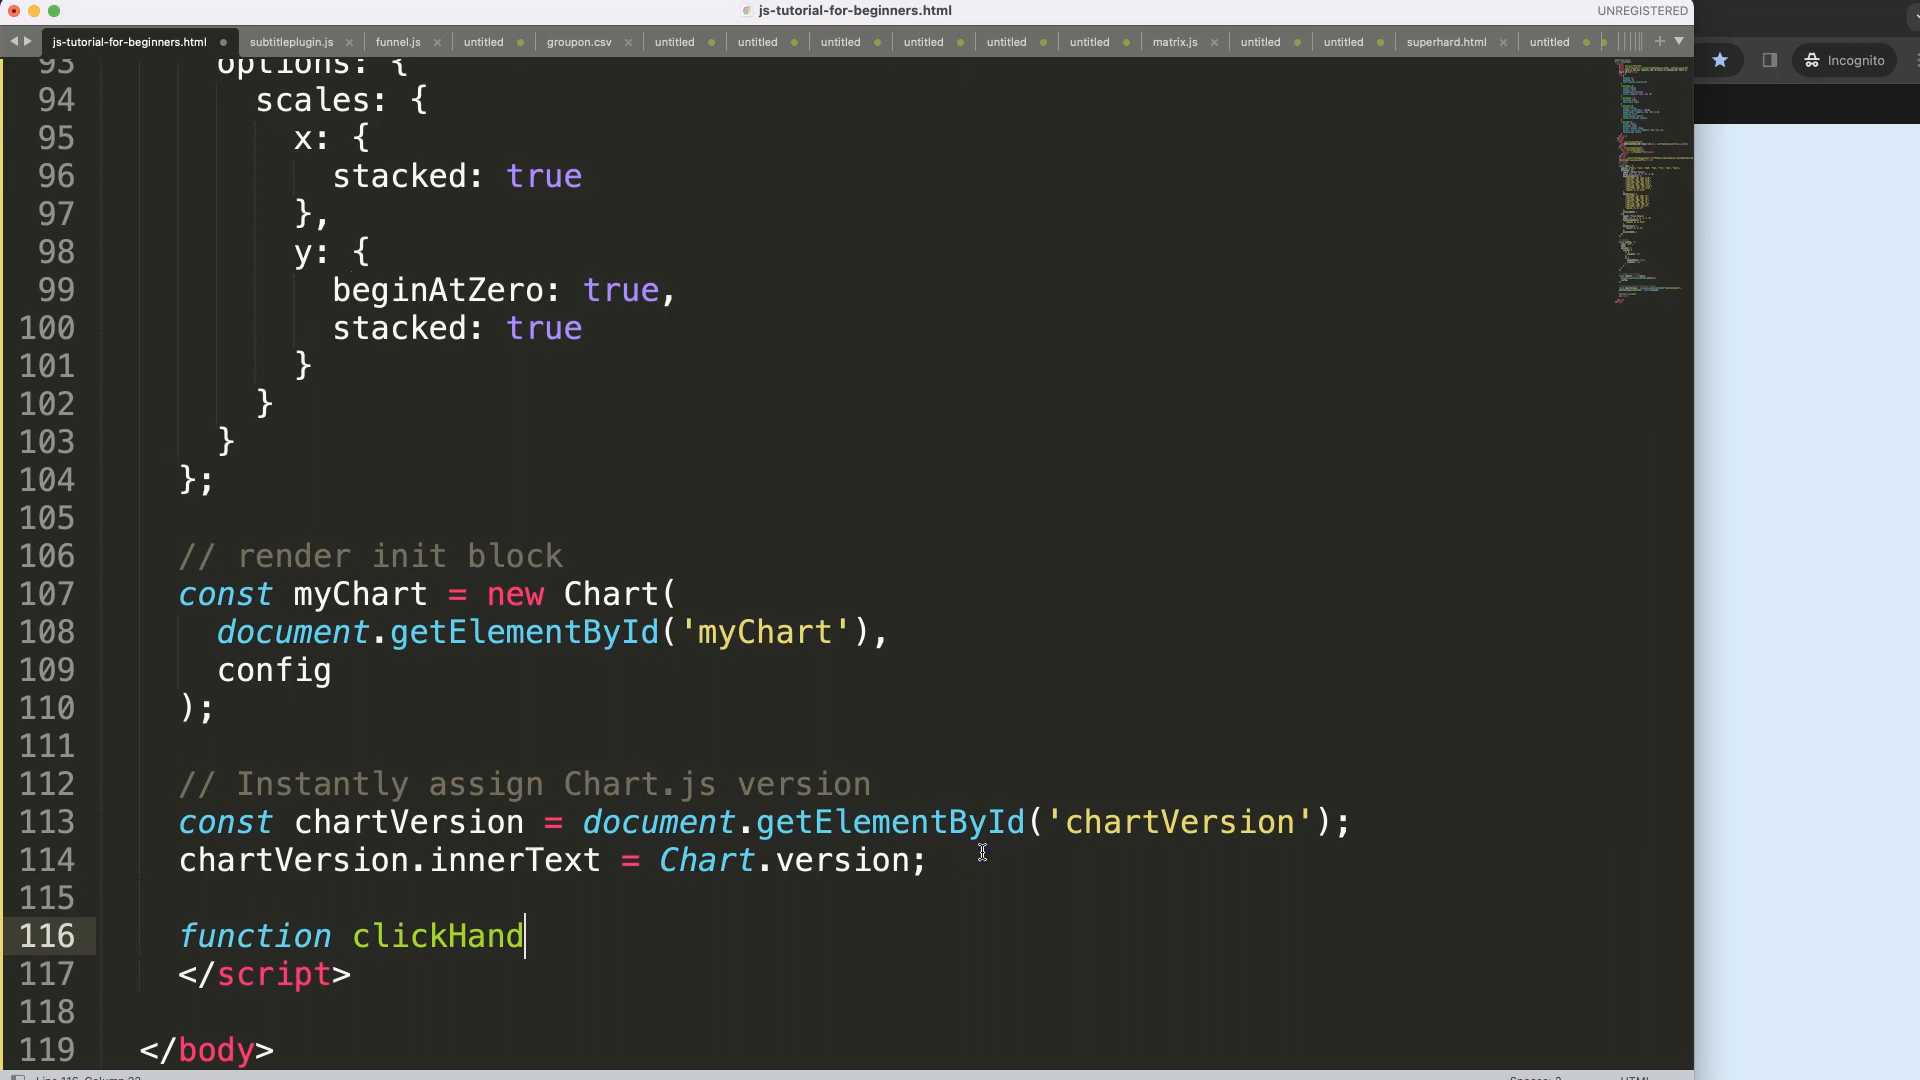 js-tutorial-for-beginners.html
UNREGISTERED
js-tutorial-for-beginners.html subtitleplugin.js funnel.js untitled groupon.csv untitled untitled untitled untitled untitled untitled matrix.js untitled untitled superhard.html untitled
Incognito
93 options: {
94 scales: {
95 x: {
96 stacked: true
97 },
98 y: {
99 beginAtZero: true,
100 stacked: true
101 }
102 }
103 }
104 };
105
106 // render init block
107 const myChart = new Chart(
108 document.getElementById('myChart'),
109 config
110 );
111
112 // Instantly assign Chart.js version
113 const chartVersion = document.getElementById('chartVersion');
114 chartVersion.innerText = Chart.version;
115
116 function clickHand
117 </script>
118
119 </body>